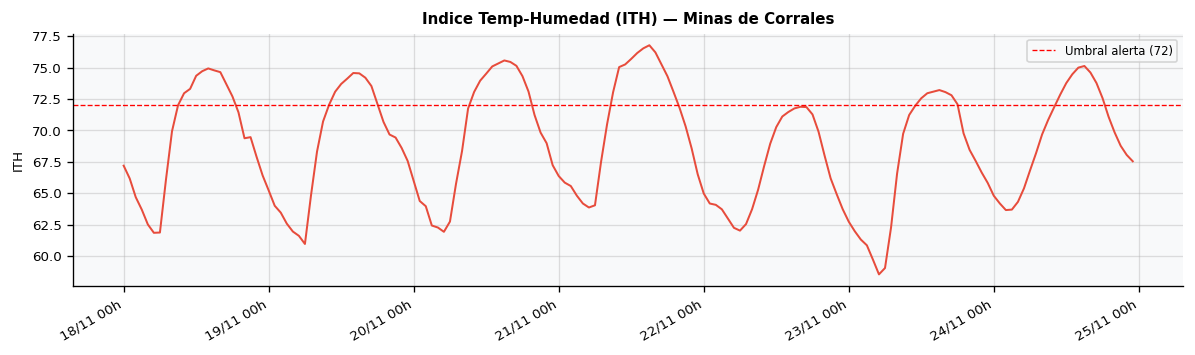 Indice Temp-Humedad (ITH) — Minas de Corrales
Umbral alerta (72)
ITH
77.5
75.0
72.5
70.0
67.5
65.0
62.5
60.0
18/11 00h
19/11 00h
20/11 00h
21/11 00h
22/11 00h
23/11 00h
24/11 00h
25/11 00h